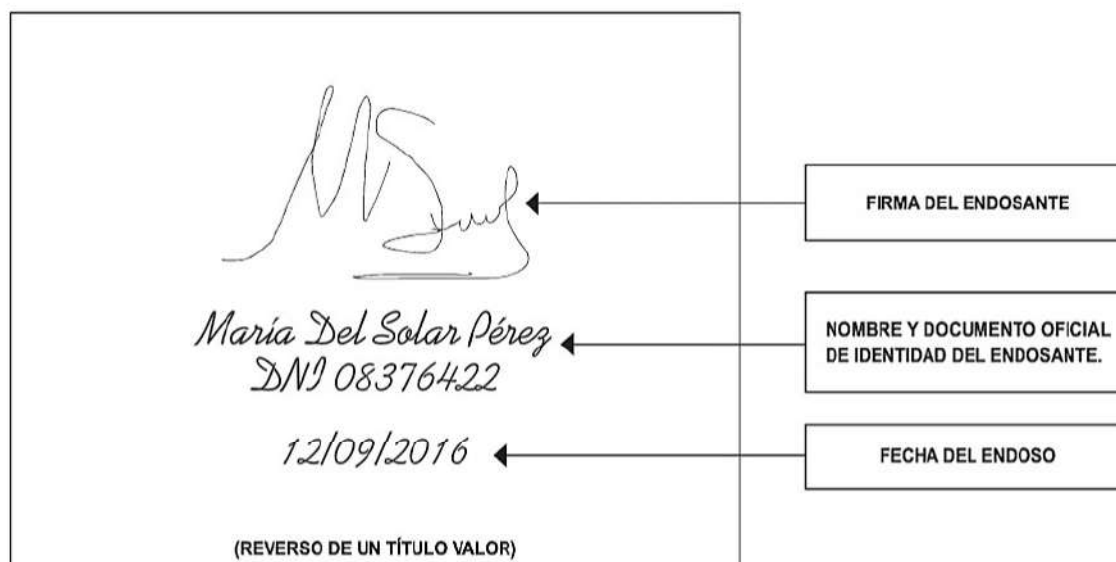 FIRMA DEL ENDOSANTE
María Del Solar Pérez
DNI 08376422
NOMBRE Y DOCUMENTO OFICIAL
DE IDENTIDAD DEL ENDOSANTE.
12/09/2016
FECHA DEL ENDOSO
(REVERSO DE UN TÍTULO VALOR)